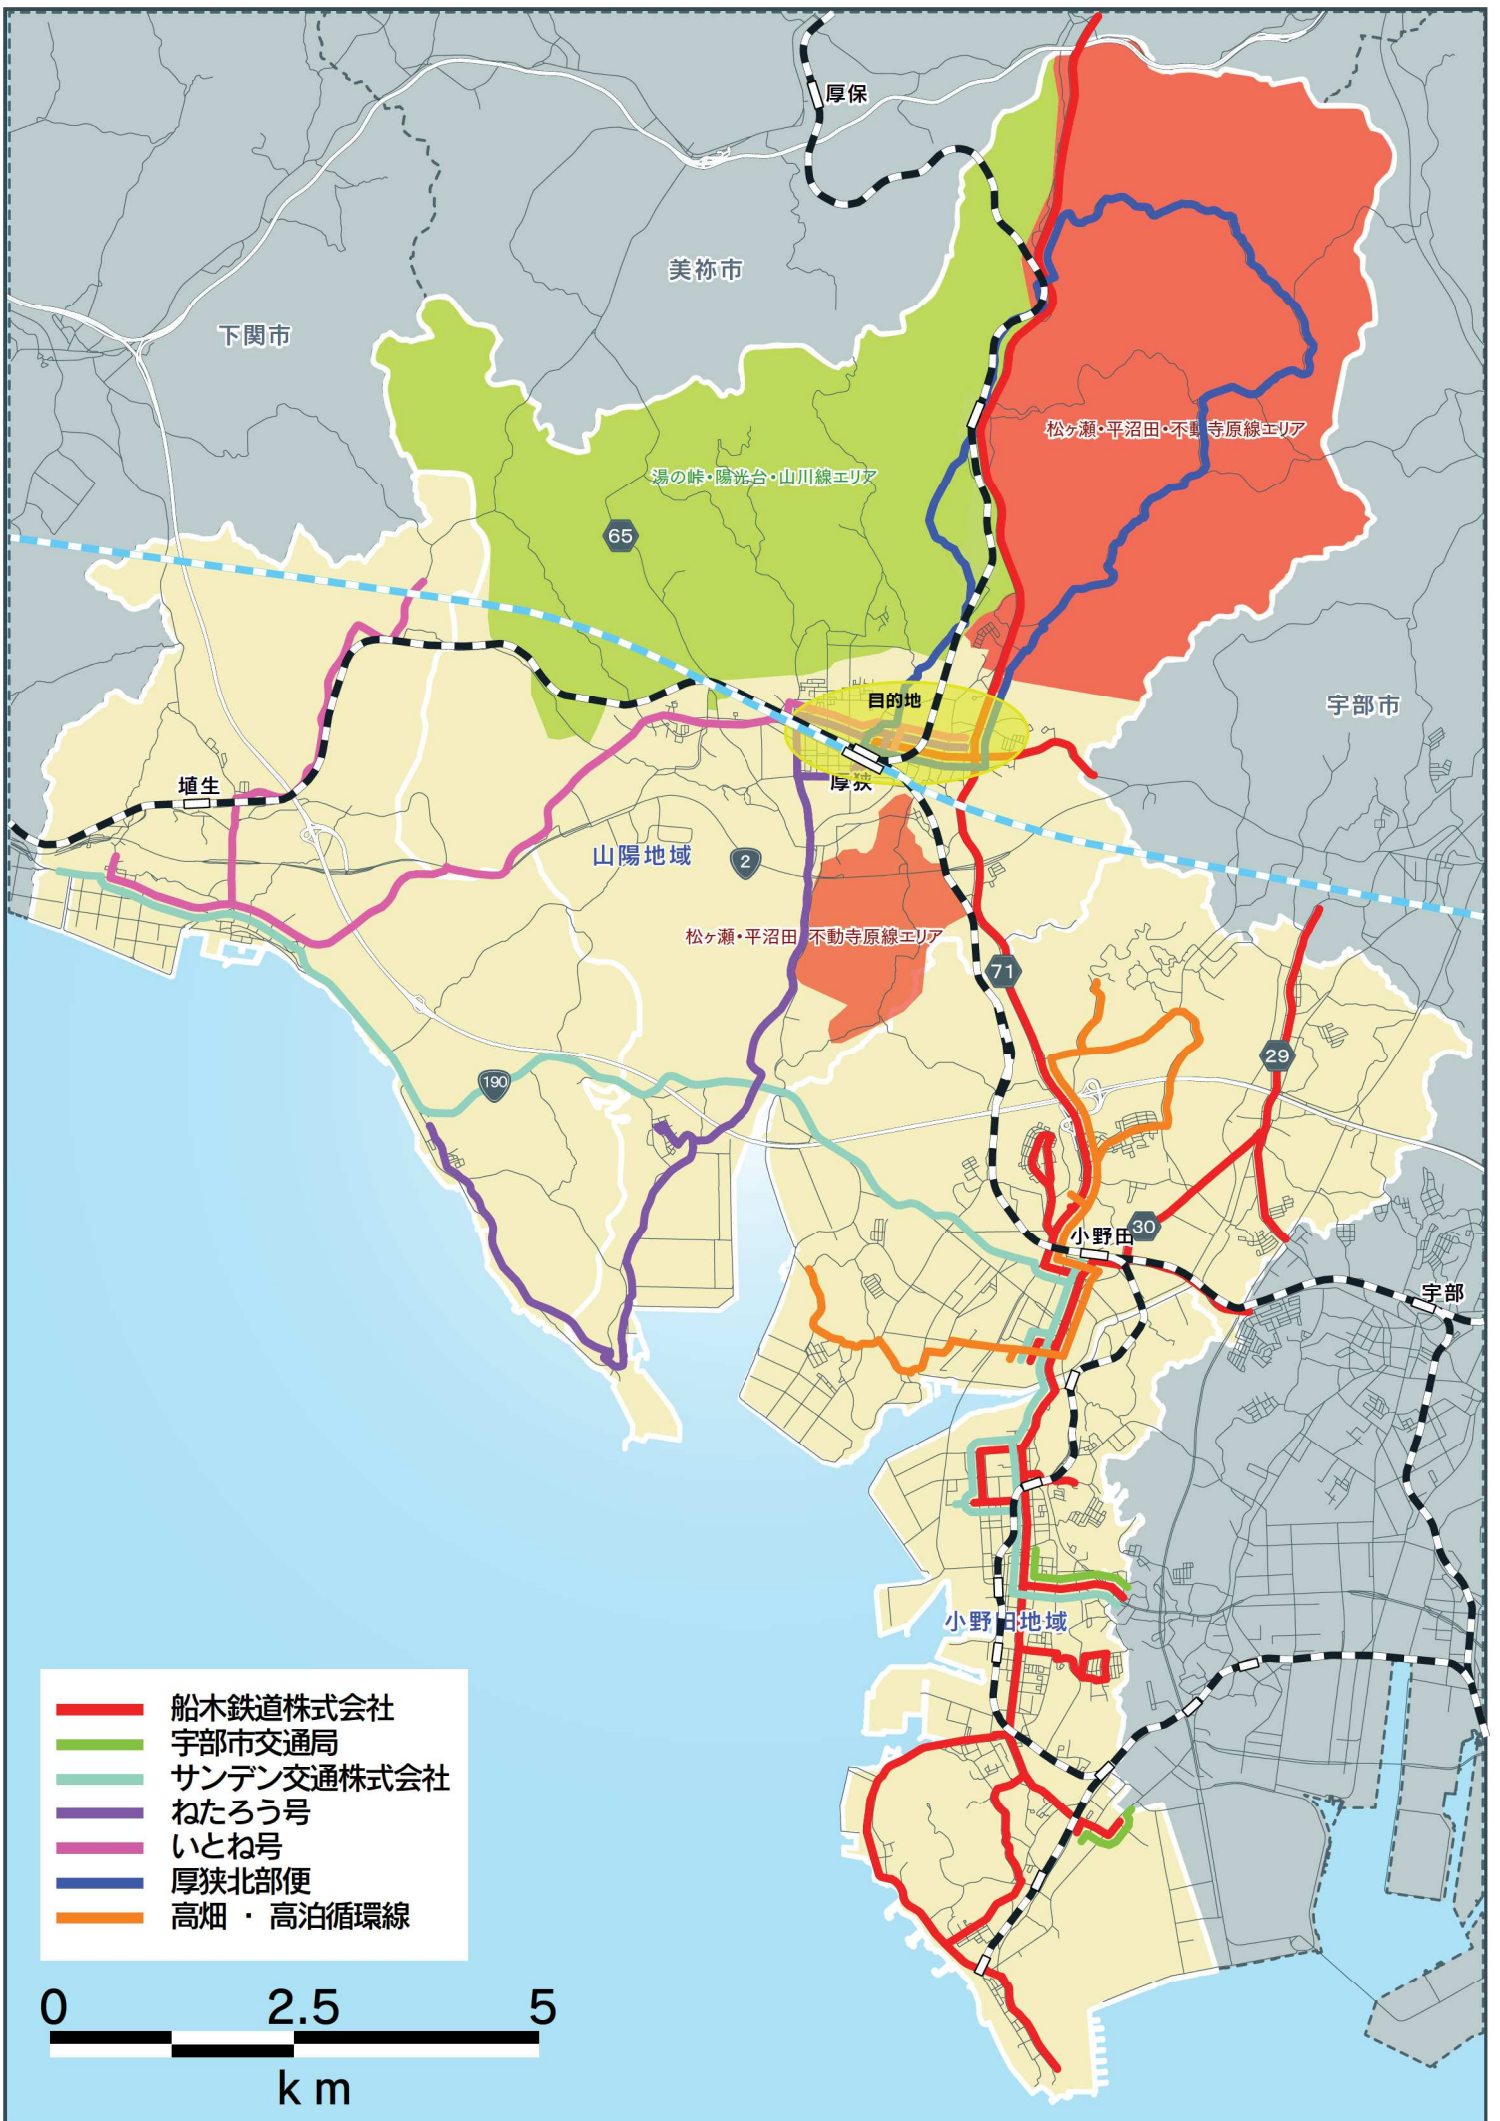 厚保
美祢市
下関市
松ヶ瀬・平沼田・不動寺原線エリア
湯の峠・陽光台・山川線エリア
65
目的地
宇部市
埴生
厚狭
山陽地域
2
松ヶ瀬・平沼田・不動寺原線エリア
71
29
190
30
小野田
宇部
小野田地域
船木鉄道株式会社
宇部市交通局
サンデン交通株式会社
ねたろう号
いとね号
厚狭北部便
高畑 ・ 高泊循環線
0 2.5 5
km